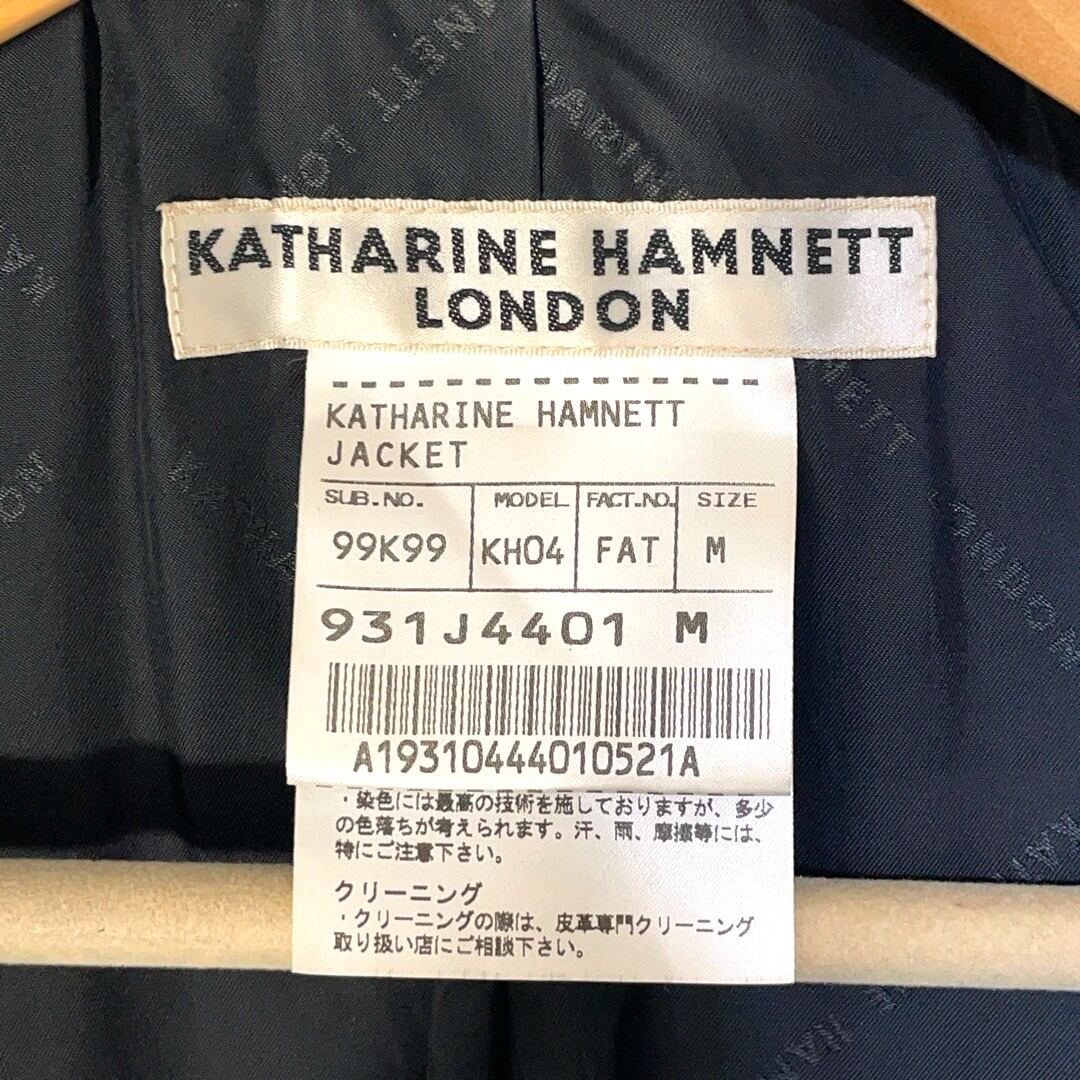 KATHARINE HAMNETT
LONDON
KATHARINE HAMNETT
JACKET
SUB.NO. MODEL FACT.NO. SIZE
99K99 KH04 FAT M
931J4401 M
A19310444010521A
・染色には最高の技術を施しておりますが、多少
の色落ちが考えられます。汗、雨、摩擦等には、
特にご注意下さい。
クリーニング
・クリーニングの際は、皮革専門クリーニング
取り扱い店にご相談下さい。